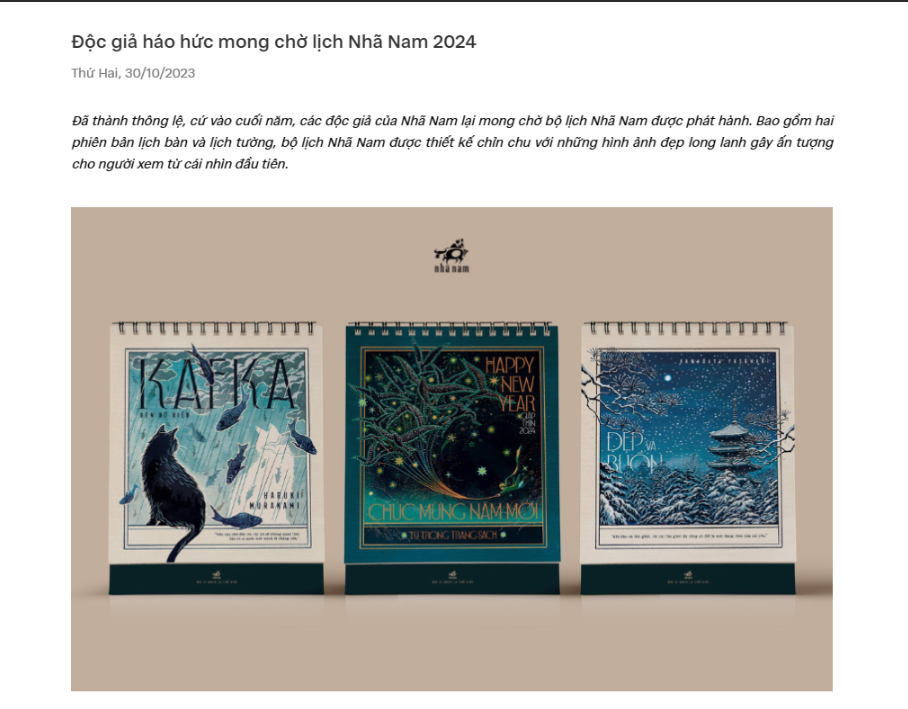 Độc giả háo hức mong chờ lịch Nhã Nam 2024
Thứ Hai, 30/10/2023
Đã thành thông lệ, cứ vào cuối năm, các độc giả của Nhã Nam lại mong chờ bộ lịch Nhã Nam được phát hành. Bao gồm hai
phiên bản lịch bàn và lịch tường, bộ lịch Nhã Nam được thiết kế chỉn chu với những hình ảnh đẹp long lanh gây ấn tượng
cho người xem từ cái nhìn đầu tiên.
nhã nam
KAFKA
BÊN BỜ BIỂN
HARUKI
MURAKAMI
HAPPY
NEW
YEAR
GIÁP
THÌN
2024
CHÚC MỪNG NĂM MỚI
TỪ TRONG TRANG SÁCH
KAWABATA YASUNARI
ĐẸP VÀ
BUỒN